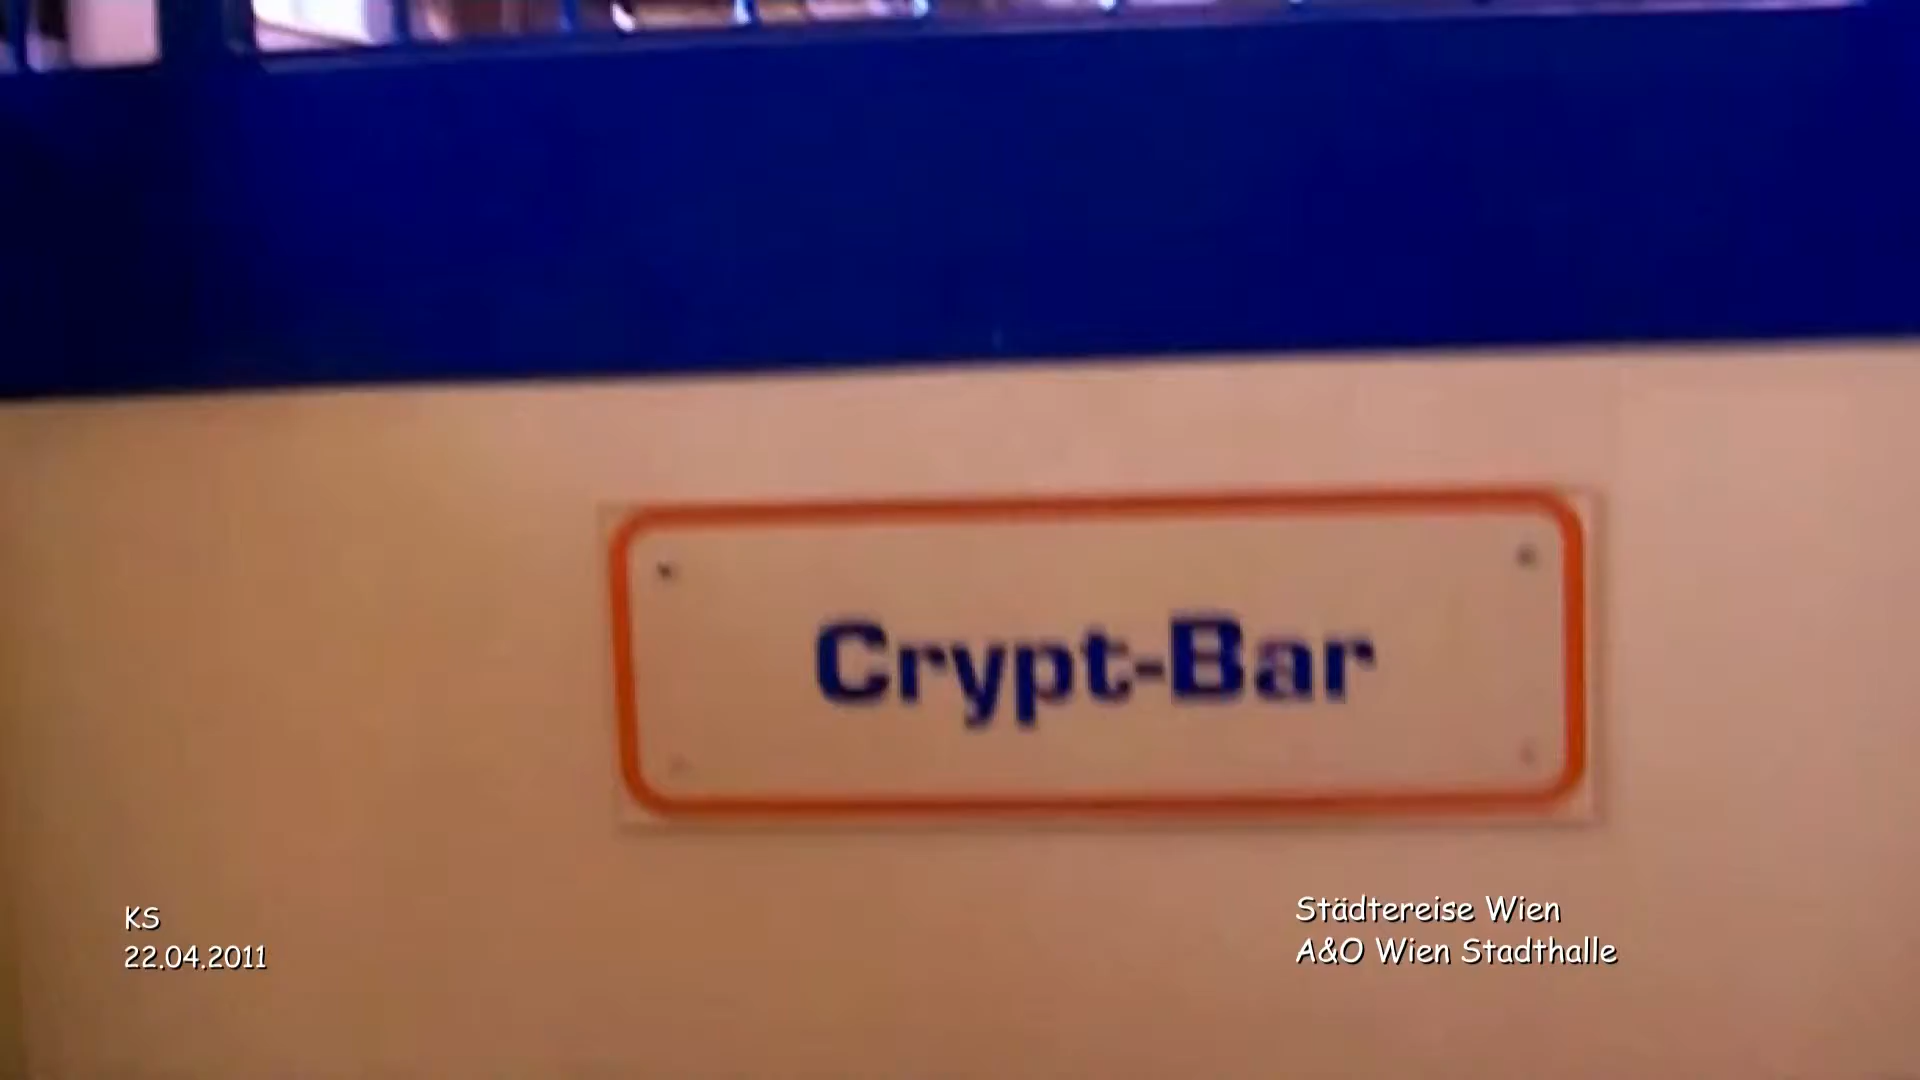 Crypt-Bar
KS
22.04.2011
Städtereise Wien
A&O Wien Stadthalle